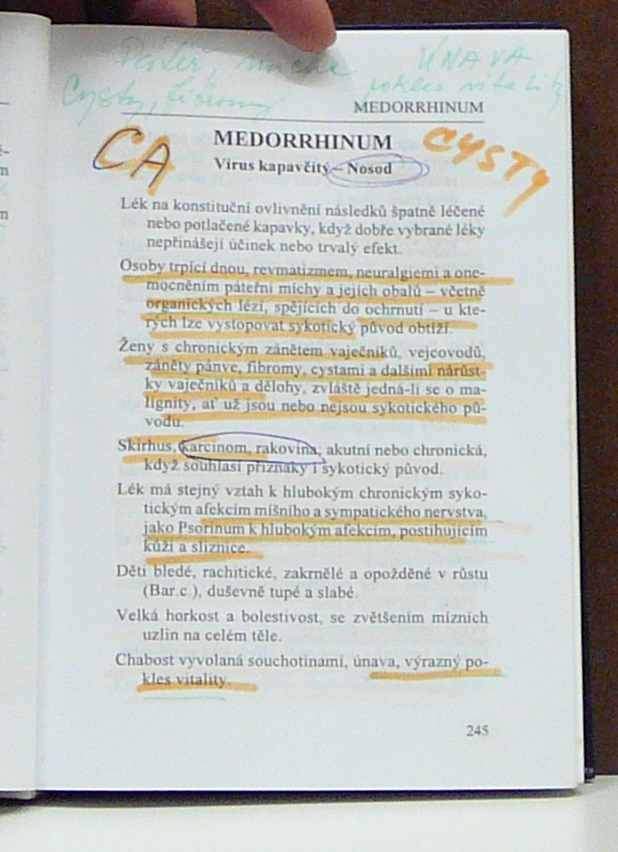 ÚNAVA
Cysty, fibromy pokles vitality
MEDORRHINUM
CA
MEDORRHINUM
CYSTY
Virus kapavčitý – Nosod
Lék na konstituční ovlivnění následků špatně léčené
nebo potlačené kapavky, když dobře vybrané léky
nepřinášejí účinek nebo trvalý efekt.
Osoby trpící dnou, revmatizmem, neuralgiemi a one-
mocněním páteřní míchy a jejich obalů – včetně
organických lézí, spějících do ochrnutí – u kte-
rých lze vystopovat sykotický původ obtíží.
Ženy s chronickým zánětem vaječníků, vejcovodů,
záněty pánve, fibromy, cystami a dalšími nárůst-
ky vaječníků a dělohy, zvláště jedná-li se o ma-
lignity, ať už jsou nebo nejsou sykotického pů-
vodu.
Skirhus, karcinom, rakovina, akutní nebo chronická,
když souhlasí příznaky i sykotický původ.
Lék má stejný vztah k hlubokým chronickým syko-
tickým afekcím míšního a sympatického nervstva,
jako Psorinum k hlubokým afekcím, postihujícím
kůži a sliznice.
Děti bledé, rachitické, zakrnělé a opožděné v růstu
(Bar.c.), duševně tupé a slabé.
Velká horkost a bolestivost, se zvětšením mízních
uzlin na celém těle.
Chabost vyvolaná souchotinami, únava, výrazný po-
kles vitality.
245